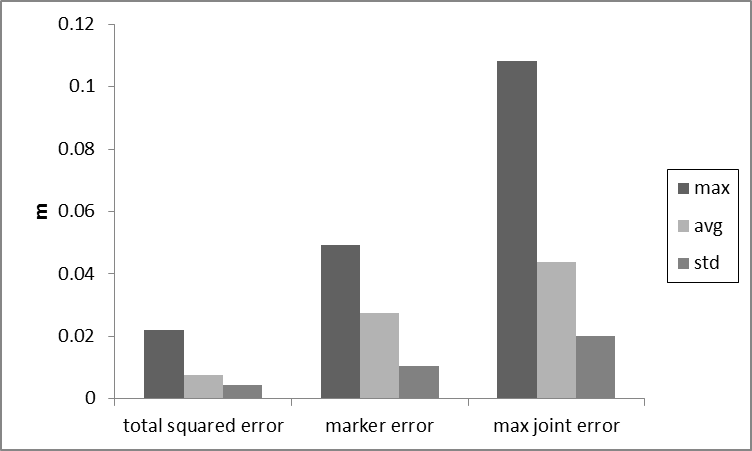 0.12
0.1
0.08
0.06
0.04
0.02
0
m
total squared error
marker error
max joint error
max
avg
std